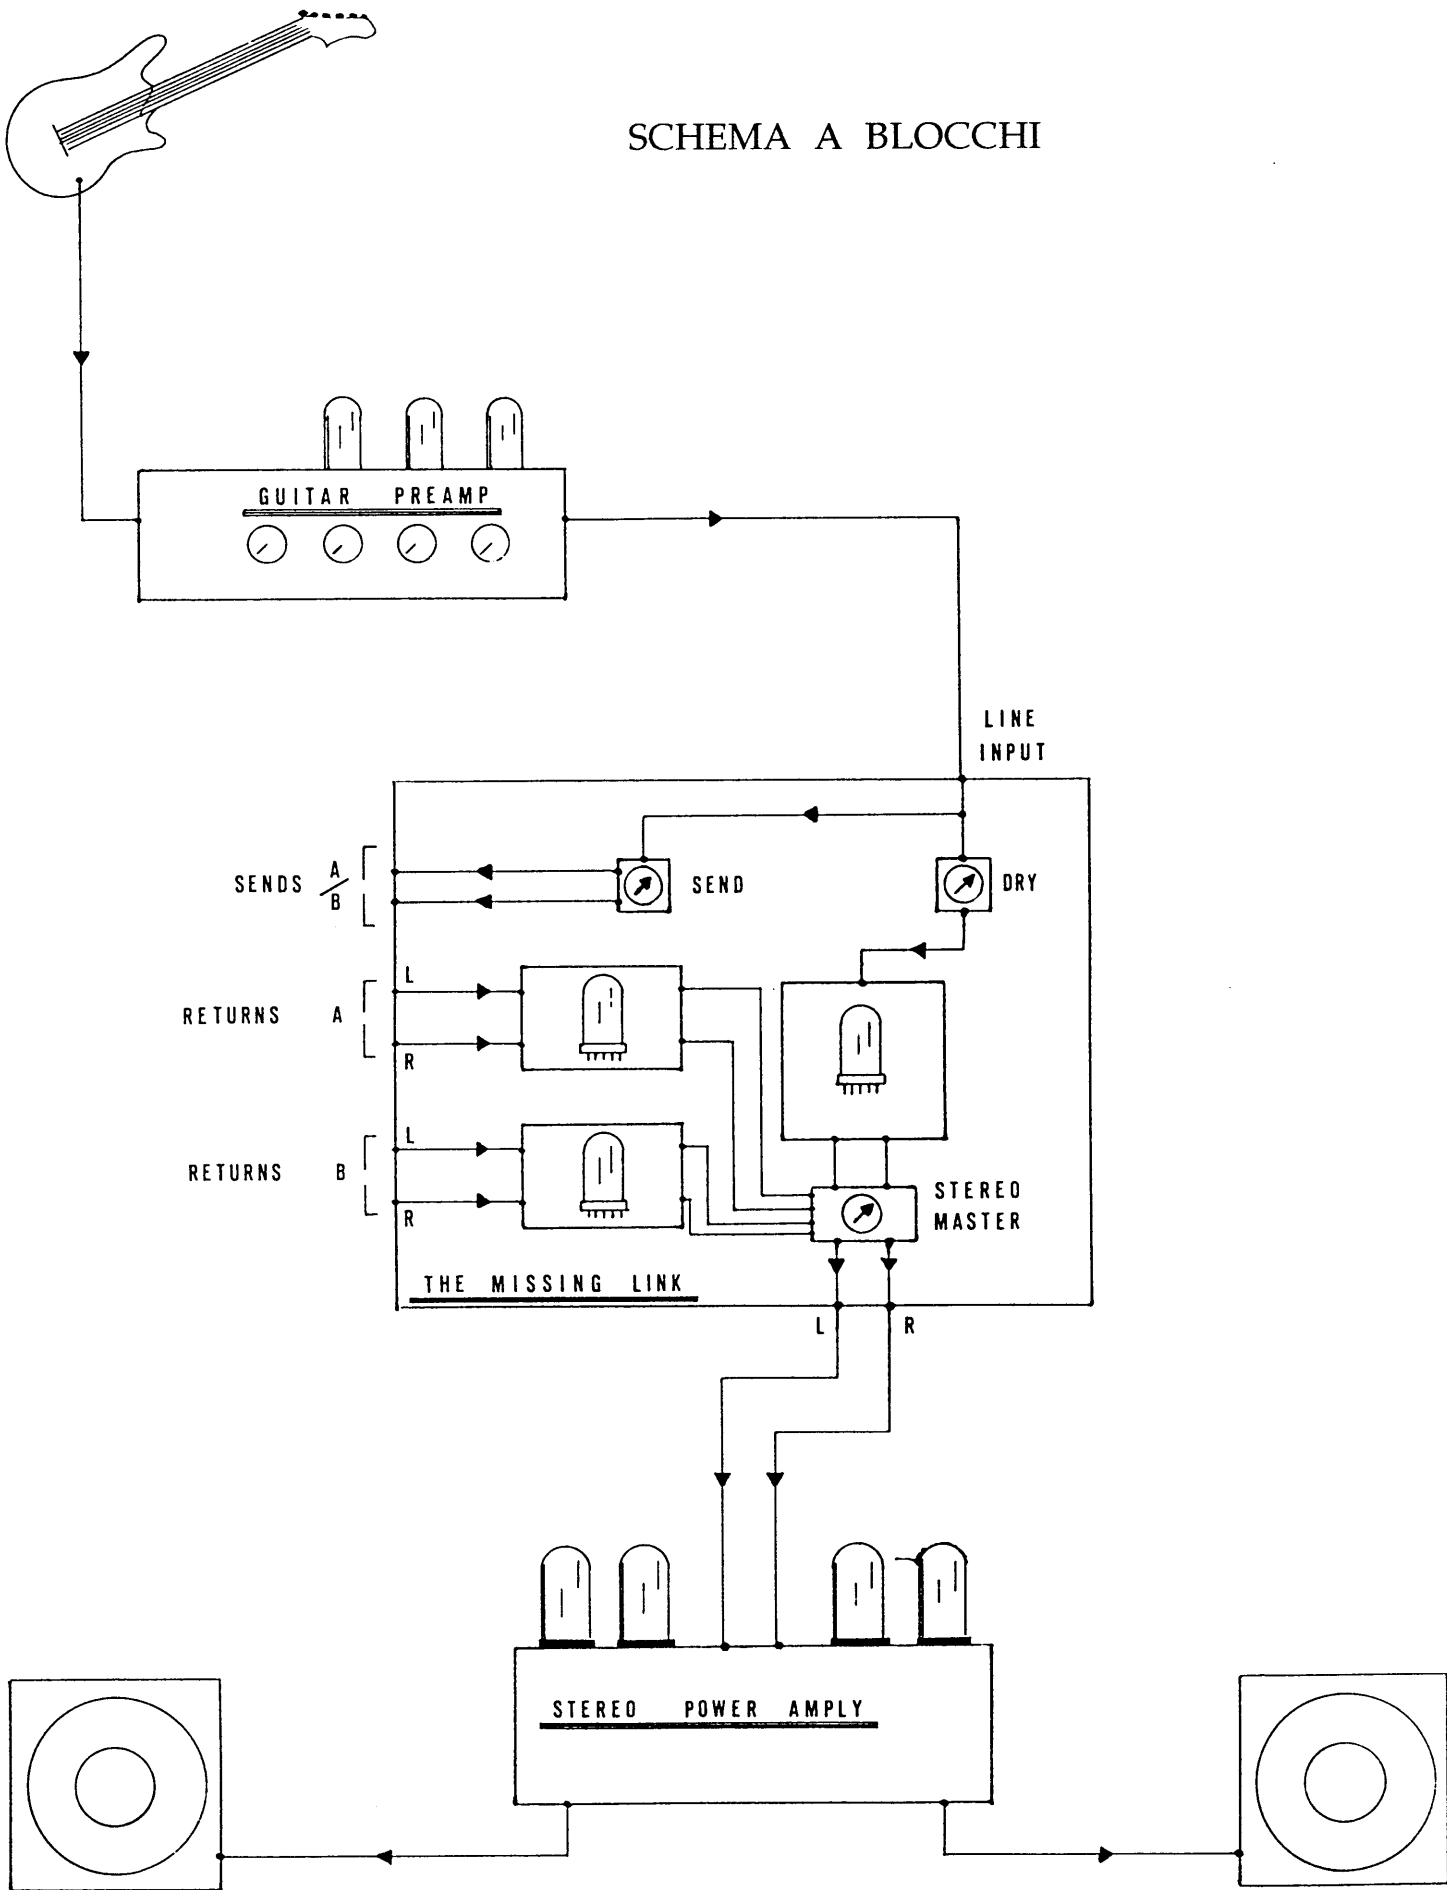 SCHEMA A BLOCCHI
GUITAR PREAMP
LINE
INPUT
SENDS A/B
SEND
DRY
L
RETURNS A
R
L
RETURNS B
R
STEREO
MASTER
THE MISSING LINK
L R
STEREO POWER AMPLY